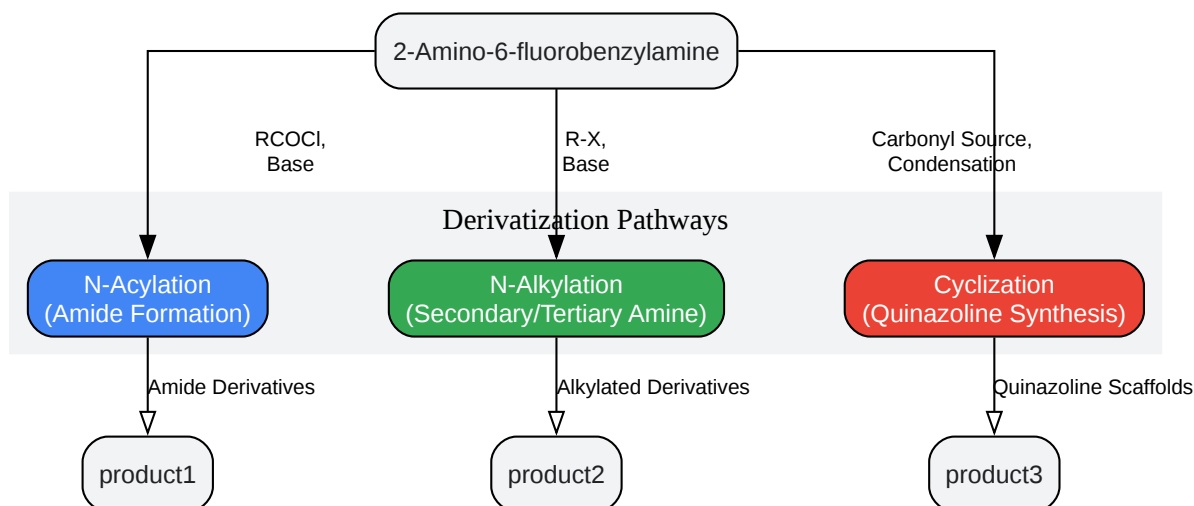 2-Amino-6-fluorobenzylamine
RCOCl,
Base
R-X,
Base
Carbonyl Source,
Condensation
Derivatization Pathways
N-Acylation
(Amide Formation)
N-Alkylation
(Secondary/Tertiary Amine)
Cyclization
(Quinazoline Synthesis)
Amide Derivatives
Alkylated Derivatives
Quinazoline Scaffolds
product1
product2
product3